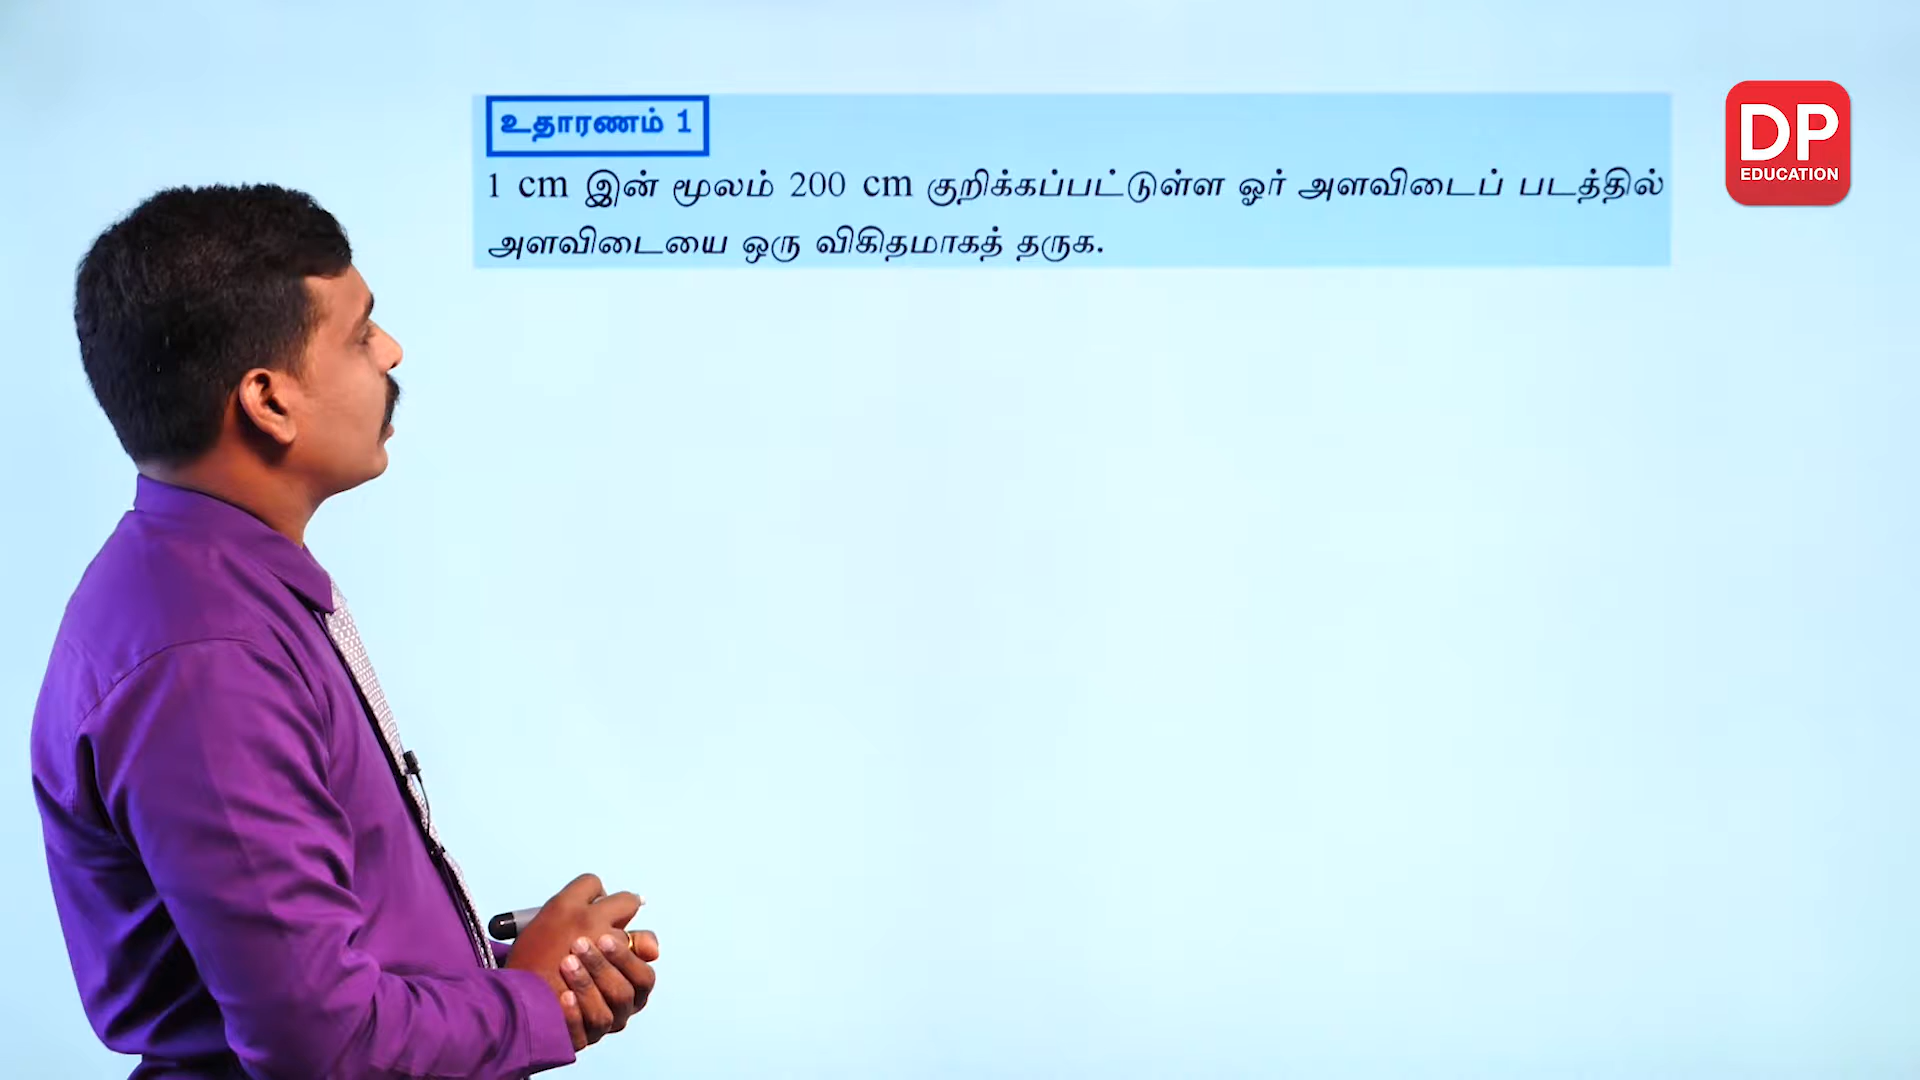 உதாரணம் 1
1 cm இன் மூலம் 200 cm குறிக்கப்பட்டுள்ள ஓர் அளவிடைப் படத்தில்
அளவிடையை ஒரு விகிதமாகத் தருக.
DP
EDUCATION